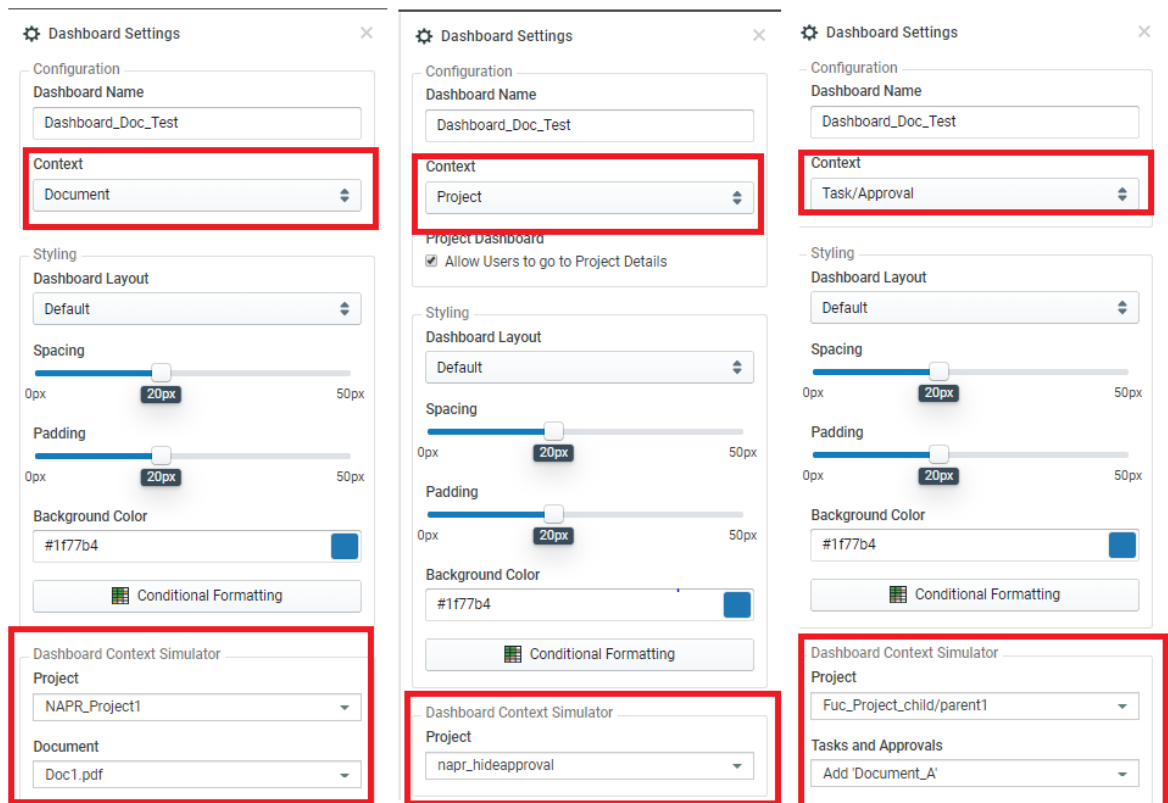 Dashboard Settings
Configuration
Dashboard Name
Dashboard_Doc_Test
Context
Document
Styling
Dashboard Layout
Default
Spacing
0px 20px 50px
Padding
0px 20px 50px
Background Color
#1f77b4
Conditional Formatting
Dashboard Context Simulator
Project
NAPR_Project1
Document
Doc1.pdf
Dashboard Settings
Configuration
Dashboard Name
Dashboard_Doc_Test
Context
Project
Project Dashboard
Allow Users to go to Project Details
Styling
Dashboard Layout
Default
Spacing
0px 20px 50px
Padding
0px 20px 50px
Background Color
#1f77b4
Conditional Formatting
Dashboard Context Simulator
Project
napr_hideapproval
Dashboard Settings
Configuration
Dashboard Name
Dashboard_Doc_Test
Context
Task/Approval
Styling
Dashboard Layout
Default
Spacing
0px 20px 50px
Padding
0px 20px 50px
Background Color
#1f77b4
Conditional Formatting
Dashboard Context Simulator
Project
Fuc_Project_child/parent1
Tasks and Approvals
Add 'Document_A'